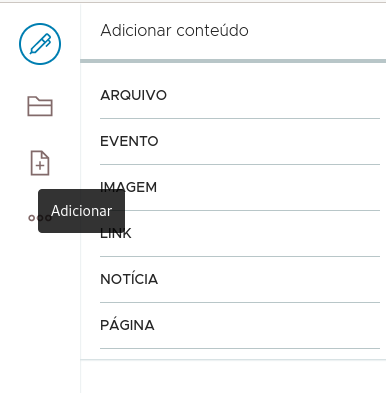 Adicionar conteúdo
ARQUIVO
EVENTO
IMAGEM
Adicionar
LINK
NOTÍCIA
PÁGINA